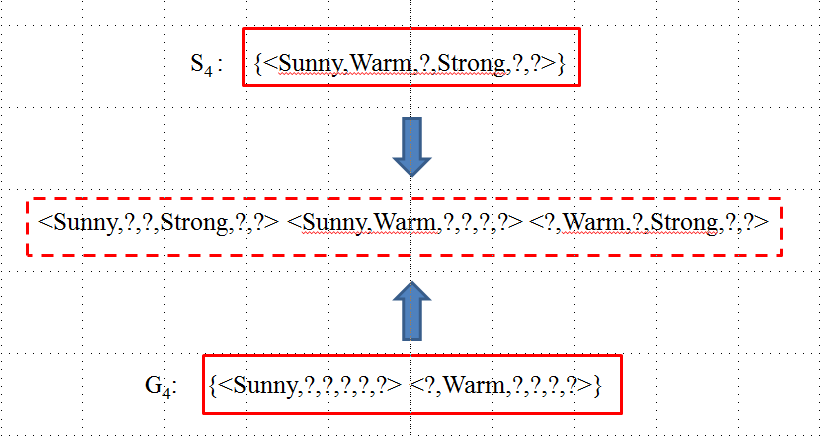 S₄: {<Sunny,Warm,?,Strong,?,?>}
<Sunny,?,?,Strong,?,?> <Sunny,Warm,?,?,?,?> <?,Warm,?,Strong,?,?>
G₄: {<Sunny,?,?,?,?,?> <?,Warm,?,?,?,?>}